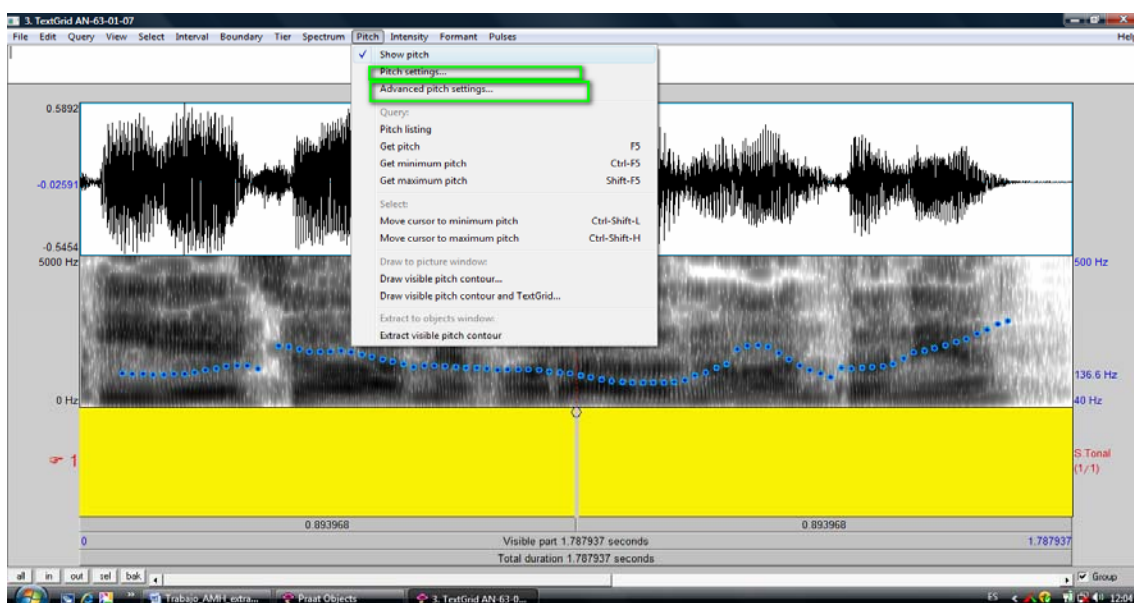 3. TextGrid AN-63-01-07
File Edit Query View Select Interval Boundary Tier Spectrum Pitch Intensity Formant Pulses Help
Show pitch
Pitch settings...
Advanced pitch settings...
Query:
Pitch listing
Get pitch F5
Get minimum pitch Ctrl-F5
Get maximum pitch Shift-F5
Select:
Move cursor to minimum pitch Ctrl-Shift-L
Move cursor to maximum pitch Ctrl-Shift-H
Draw to picture window:
Draw visible pitch contour...
Draw visible pitch contour and TextGrid...
Extract to objects window:
Extract visible pitch contour
0.5892
-0.02591
-0.5454
5000 Hz 500 Hz
136.6 Hz
0 Hz 40 Hz
1 S.Tonal
(1/1)
0.893968 0.893968
0 Visible part 1.787937 seconds 1.787937
Total duration 1.787937 seconds
all in out sel bak Group
Trabajo_AMH_extra... Praat Objects 3. TextGrid AN-63-0... ES 12:04